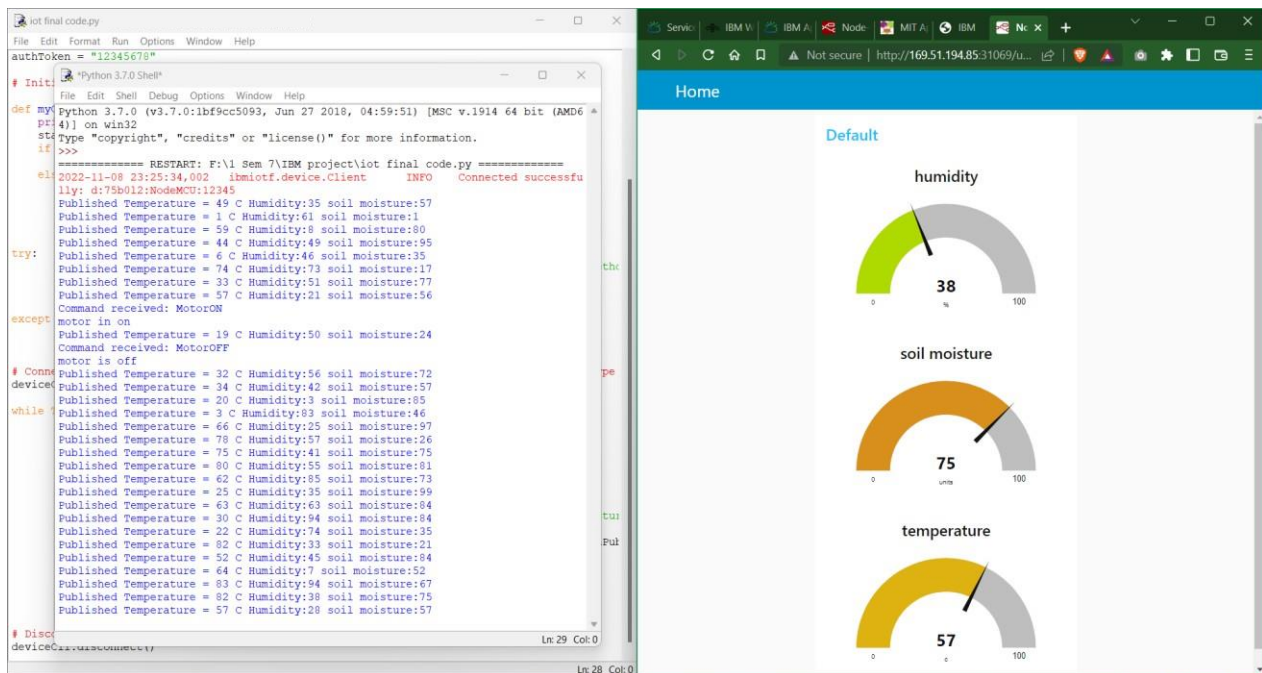 iot final code.py
File Edit Format Run Options Window Help
authToken = "12345678"
# Initi
def my
pri
sta
if
els
try:
except
# Conne
device
while T
# Disco
deviceCli.disconnect()
Ln: 28 Col: 0
*Python 3.7.0 Shell*
File Edit Shell Debug Options Window Help
Python 3.7.0 (v3.7.0:1bf9cc5093, Jun 27 2018, 04:59:51) [MSC v.1914 64 bit (AMD6
4)] on win32
Type "copyright", "credits" or "license()" for more information.
>>>
============= RESTART: F:\1 Sem 7\IBM project\iot final code.py =============
2022-11-08 23:25:34,002 ibmiotf.device.Client INFO Connected successfu
lly: d:75b0l2:NodeMCU:12345
Published Temperature = 49 C Humidity:35 soil moisture:57
Published Temperature = 1 C Humidity:61 soil moisture:1
Published Temperature = 59 C Humidity:8 soil moisture:80
Published Temperature = 44 C Humidity:49 soil moisture:95
Published Temperature = 6 C Humidity:46 soil moisture:35
Published Temperature = 74 C Humidity:73 soil moisture:17
Published Temperature = 33 C Humidity:51 soil moisture:77
Published Temperature = 57 C Humidity:21 soil moisture:56
Command received: MotorON
motor in on
Published Temperature = 19 C Humidity:50 soil moisture:24
Command received: MotorOFF
motor is off
Published Temperature = 32 C Humidity:56 soil moisture:72
Published Temperature = 34 C Humidity:42 soil moisture:57
Published Temperature = 20 C Humidity:3 soil moisture:85
Published Temperature = 3 C Humidity:83 soil moisture:46
Published Temperature = 66 C Humidity:25 soil moisture:97
Published Temperature = 78 C Humidity:57 soil moisture:26
Published Temperature = 75 C Humidity:41 soil moisture:75
Published Temperature = 80 C Humidity:55 soil moisture:81
Published Temperature = 62 C Humidity:85 soil moisture:73
Published Temperature = 25 C Humidity:35 soil moisture:99
Published Temperature = 63 C Humidity:63 soil moisture:84
Published Temperature = 30 C Humidity:94 soil moisture:84
Published Temperature = 22 C Humidity:74 soil moisture:35
Published Temperature = 82 C Humidity:33 soil moisture:21
Published Temperature = 52 C Humidity:45 soil moisture:84
Published Temperature = 64 C Humidity:7 soil moisture:52
Published Temperature = 83 C Humidity:94 soil moisture:67
Published Temperature = 82 C Humidity:38 soil moisture:75
Published Temperature = 57 C Humidity:28 soil moisture:57
Ln: 29 Col: 0
Servic IBM W IBM A Node MIT A IBM No
Not secure http://169.51.194.85:31069/u...
Home
Default
humidity
38
%
0 100
soil moisture
75
units
0 100
temperature
57
c
0 100